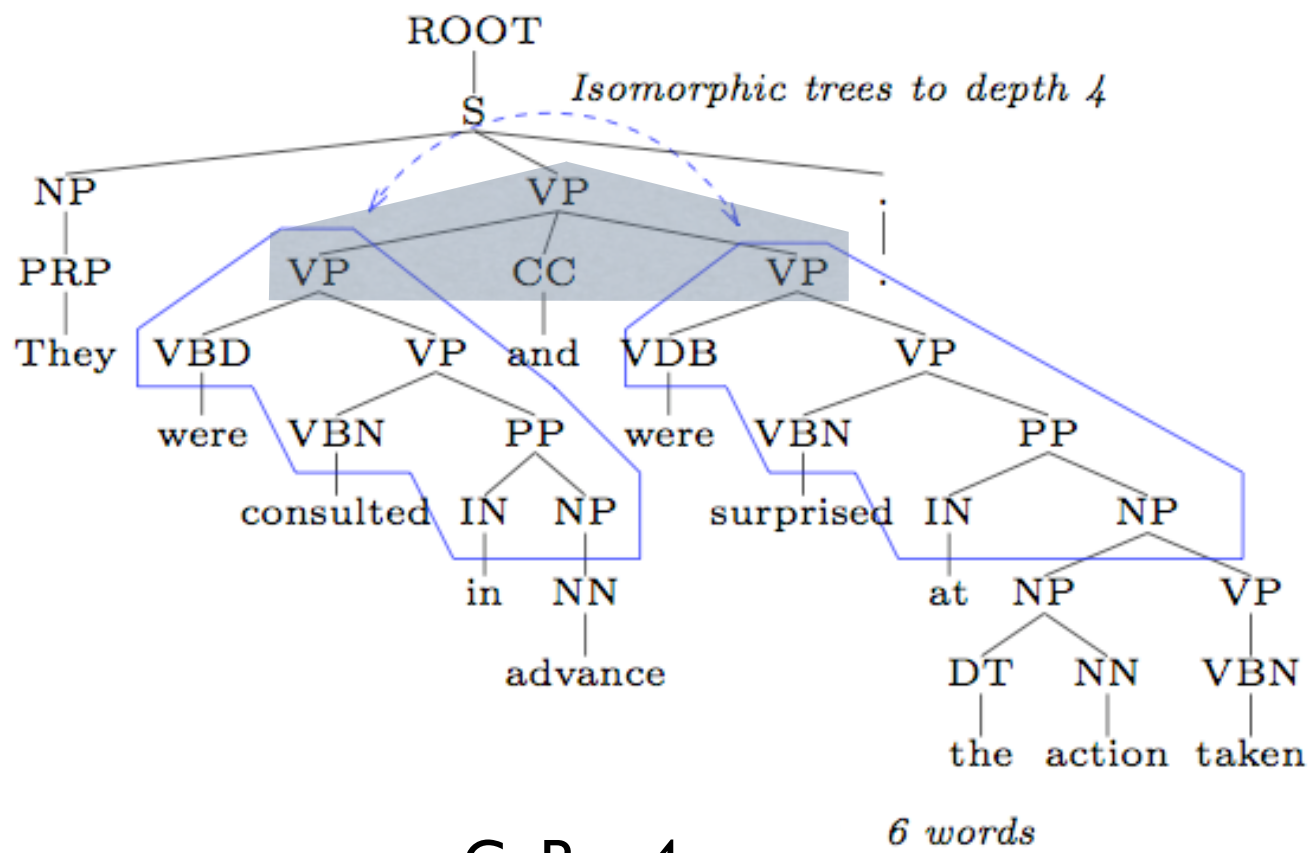 ROOT
Isomorphic trees to depth 4
S
NP VP .
PRP VP CC VP .
They VBD VP and VDB VP
were VBN PP were VBN PP
consulted IN NP surprised IN NP
in NN at NP VP
advance DT NN VBN
the action taken
6 words